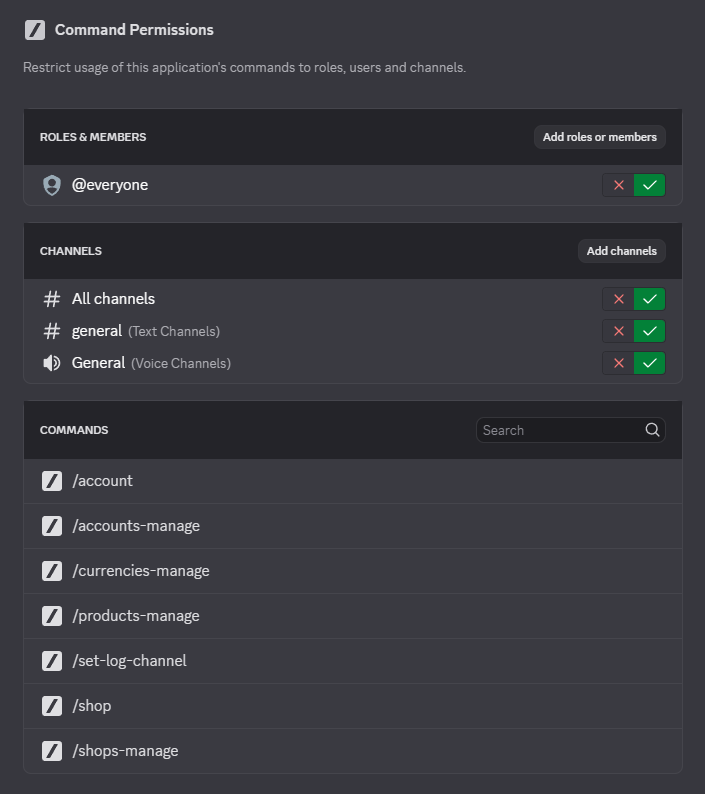 Command Permissions
Restrict usage of this application's commands to roles, users and channels.
ROLES & MEMBERS
Add roles or members
@everyone
CHANNELS
Add channels
All channels
general (Text Channels)
General (Voice Channels)
COMMANDS
Search
/account
/accounts-manage
/currencies-manage
/products-manage
/set-log-channel
/shop
/shops-manage